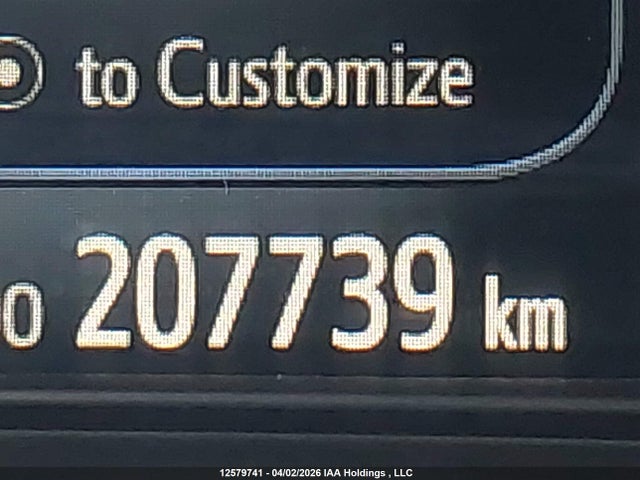 to Customize
207739 km
12579741 - 04/02/2026 IAA Holdings , LLC